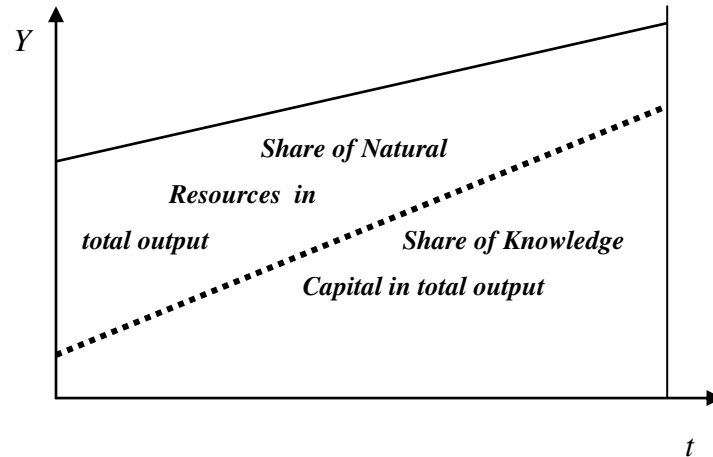 Y
Share of Natural
Resources in
total output
Share of Knowledge
Capital in total output
t